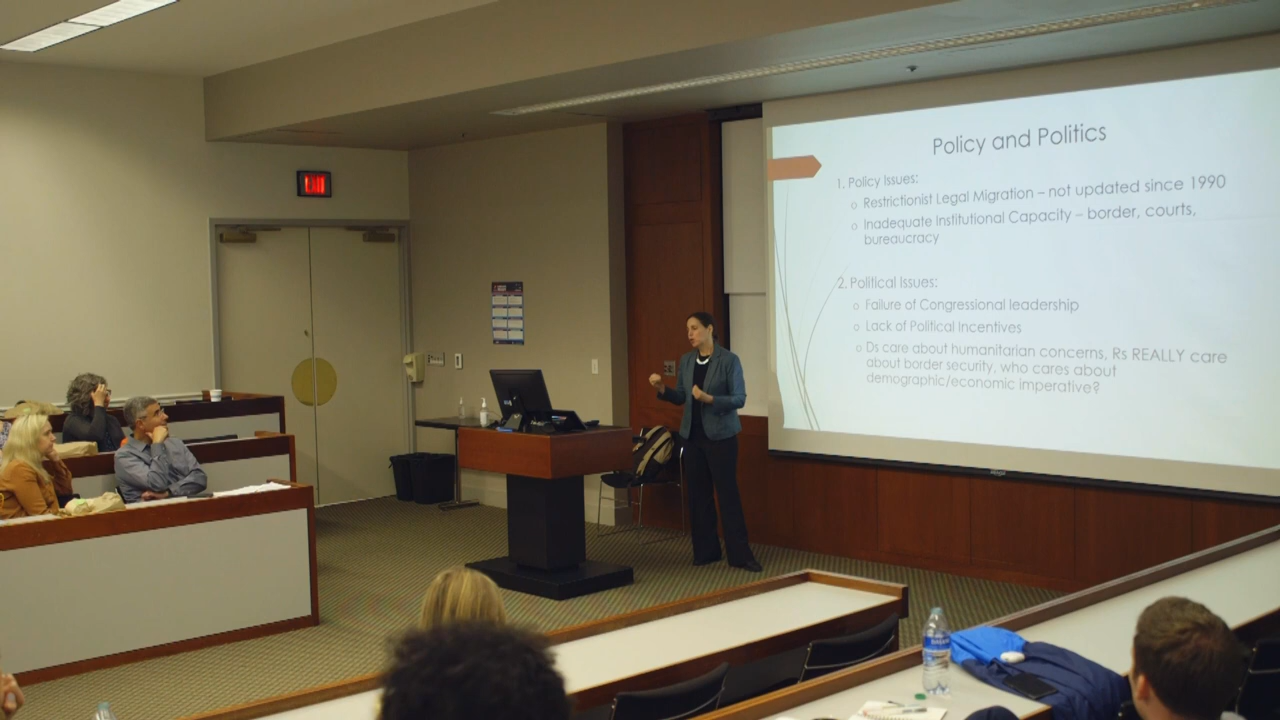 Policy and Politics
1. Policy Issues:
o Restrictionist Legal Migration – not updated since 1990
o Inadequate Institutional Capacity – border, courts,
bureaucracy
2. Political Issues:
o Failure of Congressional leadership
o Lack of Political Incentives
o Ds care about humanitarian concerns, Rs REALLY care
about border security, who cares about
demographic/economic imperative?